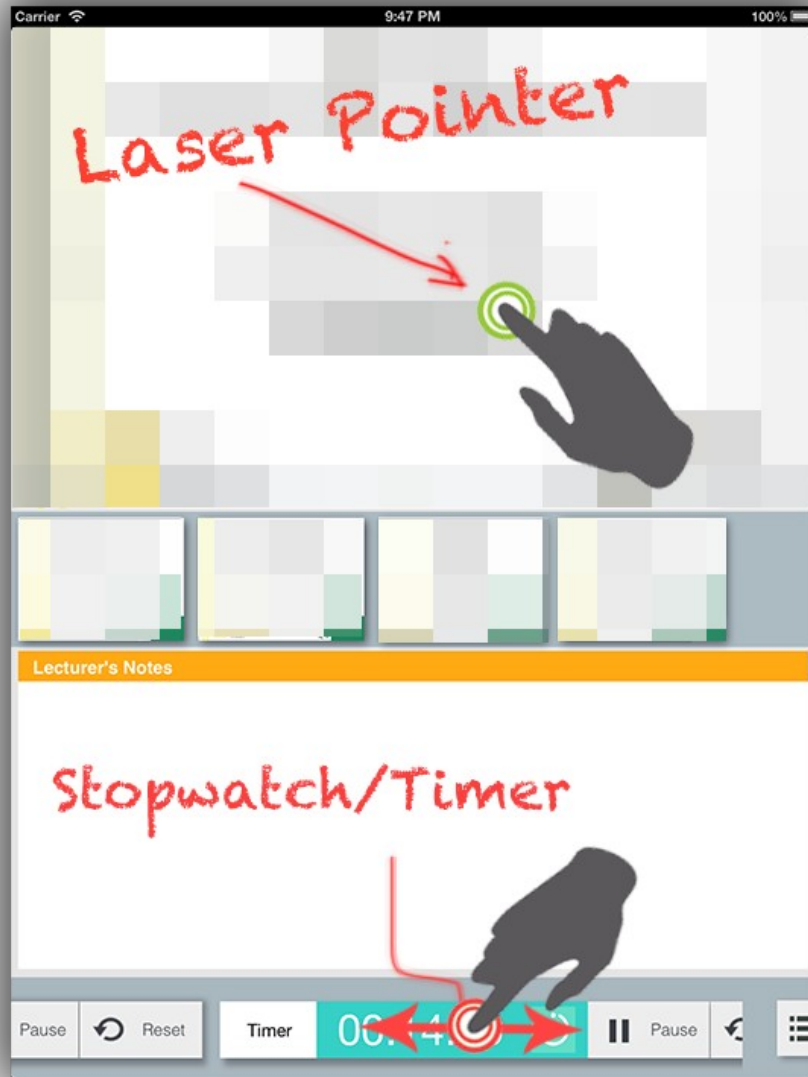 Carrier 9:47 PM 100%
Laser Pointer
Lecturer's Notes
Stopwatch/Timer
Pause Reset Timer Pause